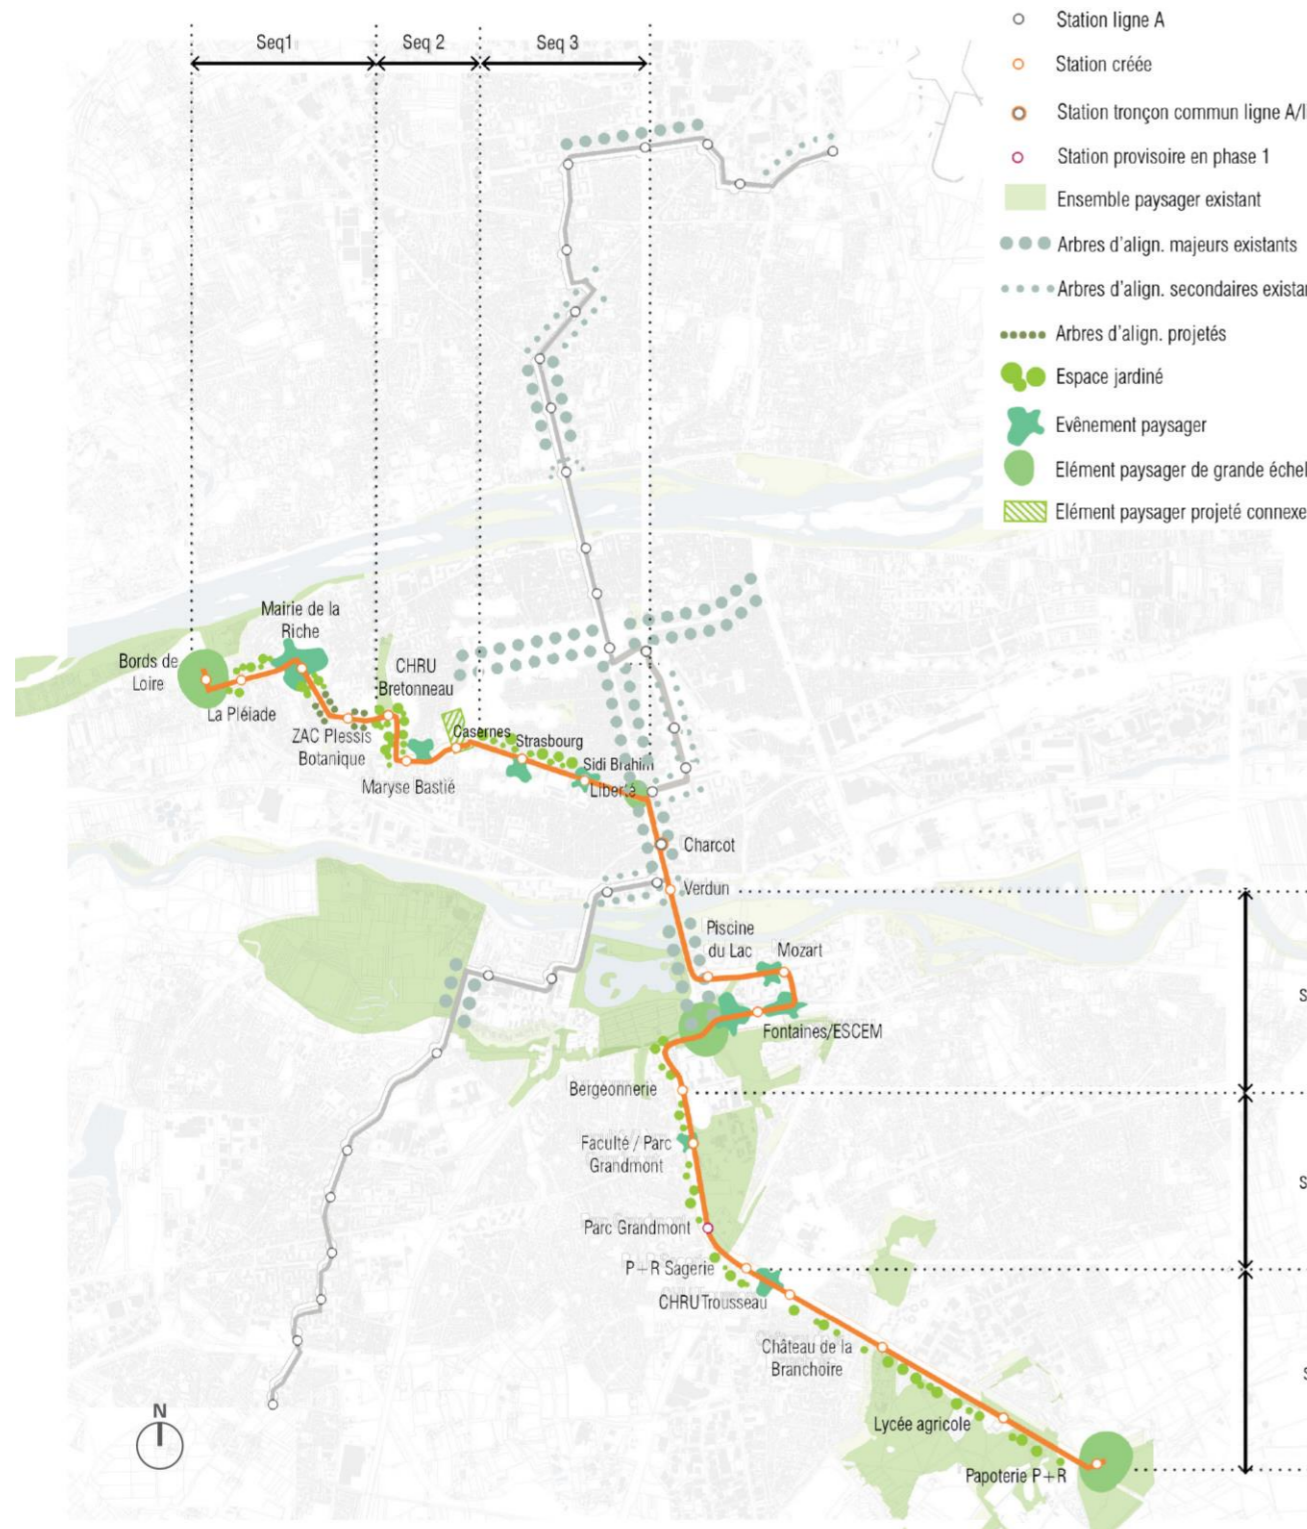 Seq1
Seq 2
Seq 3
Station ligne A
Station créée
Station tronçon commun ligne A/l
Station provisoire en phase 1
Ensemble paysager existant
Arbres d'align. majeurs existants
Arbres d'align. secondaires existan
Arbres d'align. projetés
Espace jardiné
Evênement paysager
Elément paysager de grande échel
Elément paysager projeté connexe
Mairie de la
Riche
Bords de
Loire
La Pléiade
CHRU
Bretonneau
ZAC Plessis
Botanique
Maryse Bastié
Casernes
Strasbourg
Sidi Brahim
Liberté
Charcot
Verdun
Piscine
du Lac
Mozart
S
Fontaines/ESCEM
Bergeonnerie
Faculté / Parc
Grandmont
S
Parc Grandmont
P+R Sagerie
CHRU Trousseau
Château de la
Branchoire
S
Lycée agricole
Papoterie P+R
N